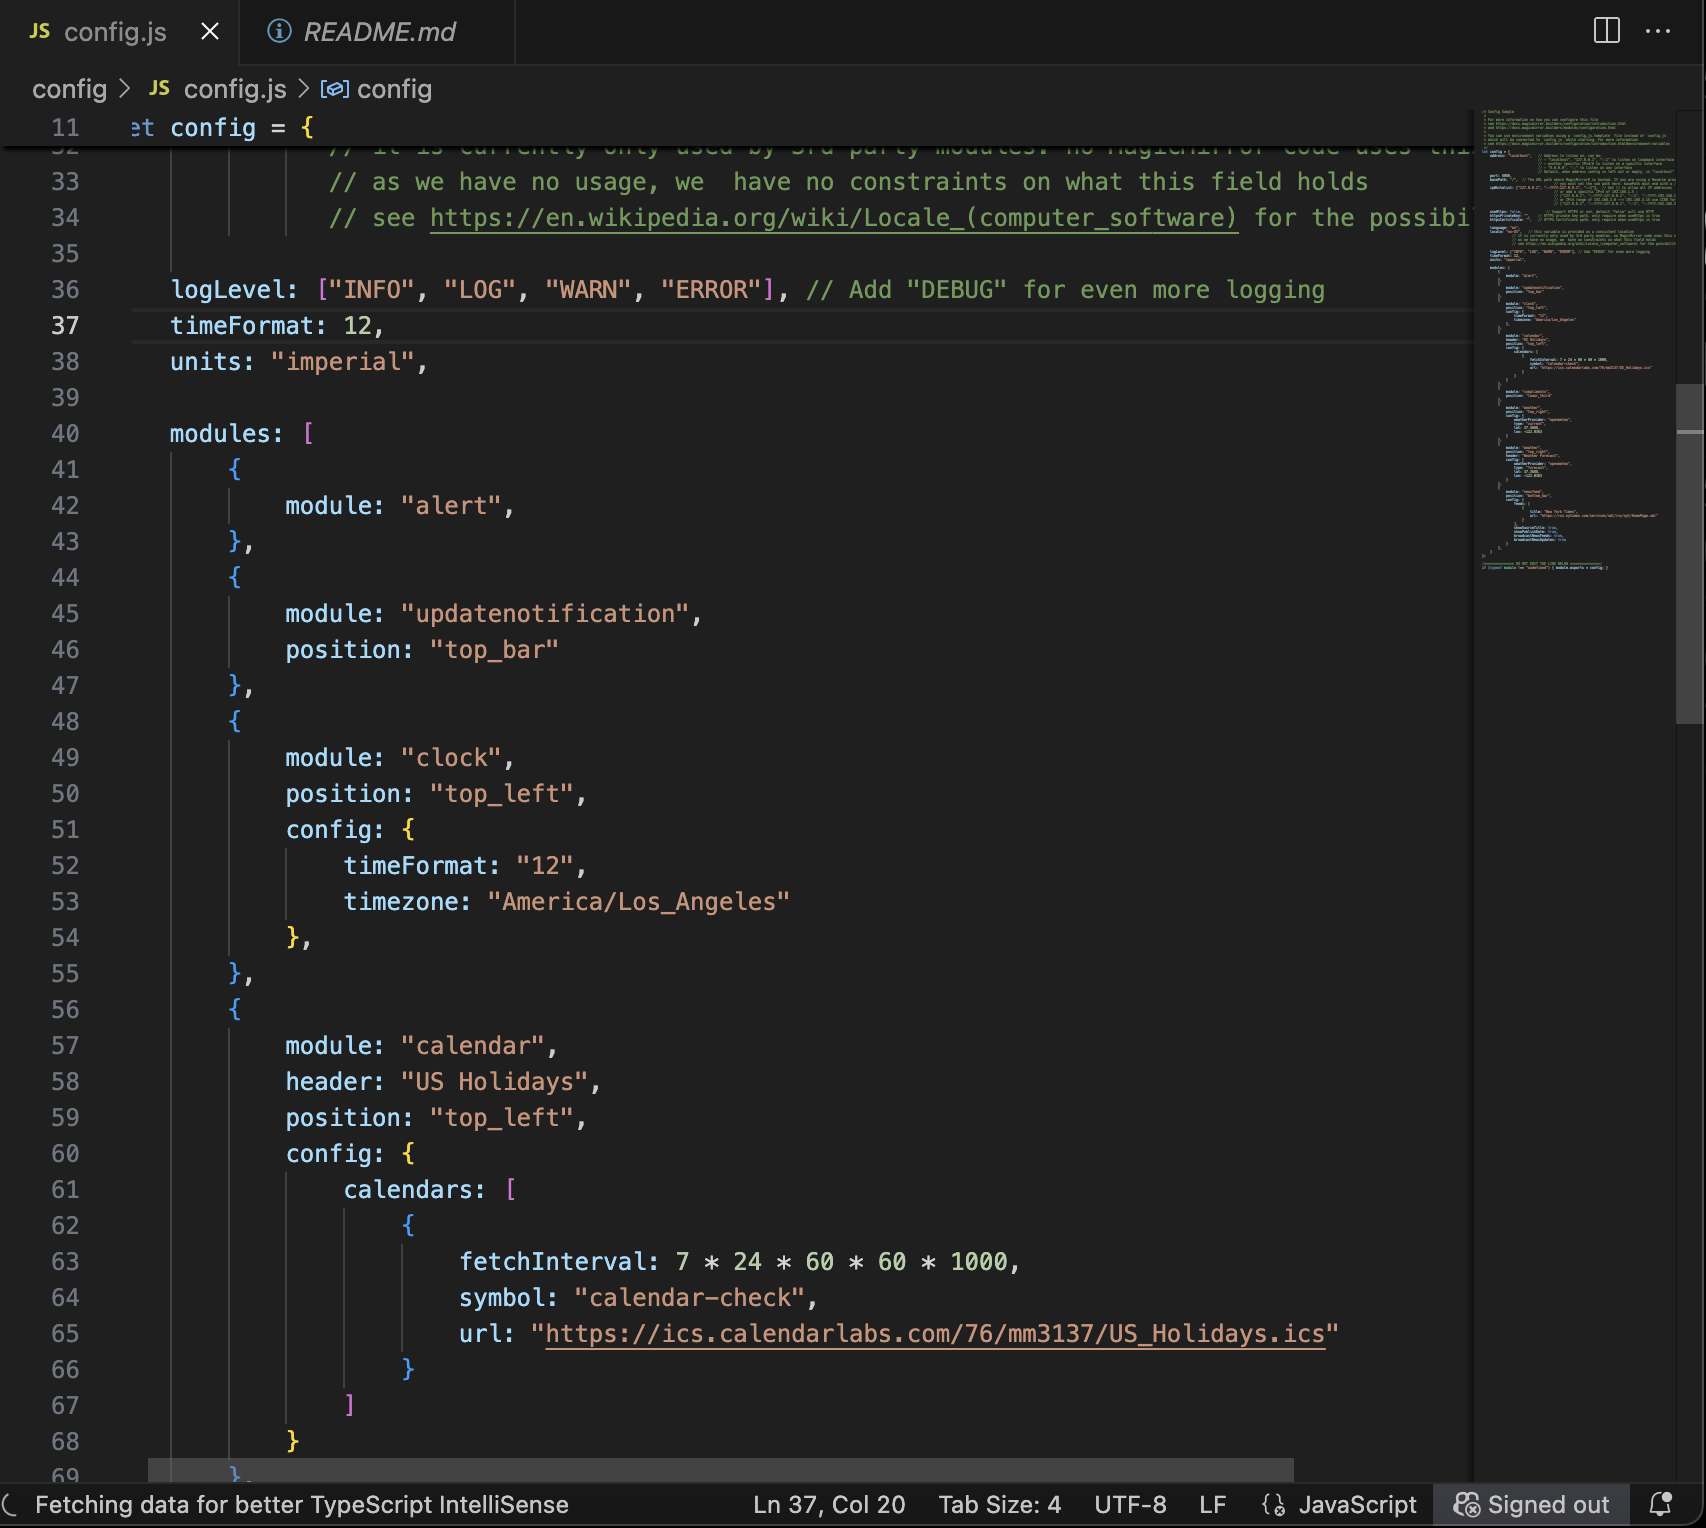 JS config.js
README.md
config > JS config.js > config
11 et config = {
33 // as we have no usage, we  have no constraints on what this field holds
34 // see https://en.wikipedia.org/wiki/Locale_(computer_software) for the possibi
35
36 logLevel: ["INFO", "LOG", "WARN", "ERROR"], // Add "DEBUG" for even more logging
37 timeFormat: 12,
38 units: "imperial",
39
40 modules: [
41 {
42 module: "alert",
43 },
44 {
45 module: "updatenotification",
46 position: "top_bar"
47 },
48 {
49 module: "clock",
50 position: "top_left",
51 config: {
52 timeFormat: "12",
53 timezone: "America/Los_Angeles"
54 },
55 },
56 {
57 module: "calendar",
58 header: "US Holidays",
59 position: "top_left",
60 config: {
61 calendars: [
62 {
63 fetchInterval: 7 * 24 * 60 * 60 * 1000,
64 symbol: "calendar-check",
65 url: "https://ics.calendarlabs.com/76/mm3137/US_Holidays.ics"
66 }
67 ]
68 }
69 },
Fetching data for better TypeScript IntelliSense
Ln 37, Col 20
Tab Size: 4
UTF-8
LF
JavaScript
Signed out